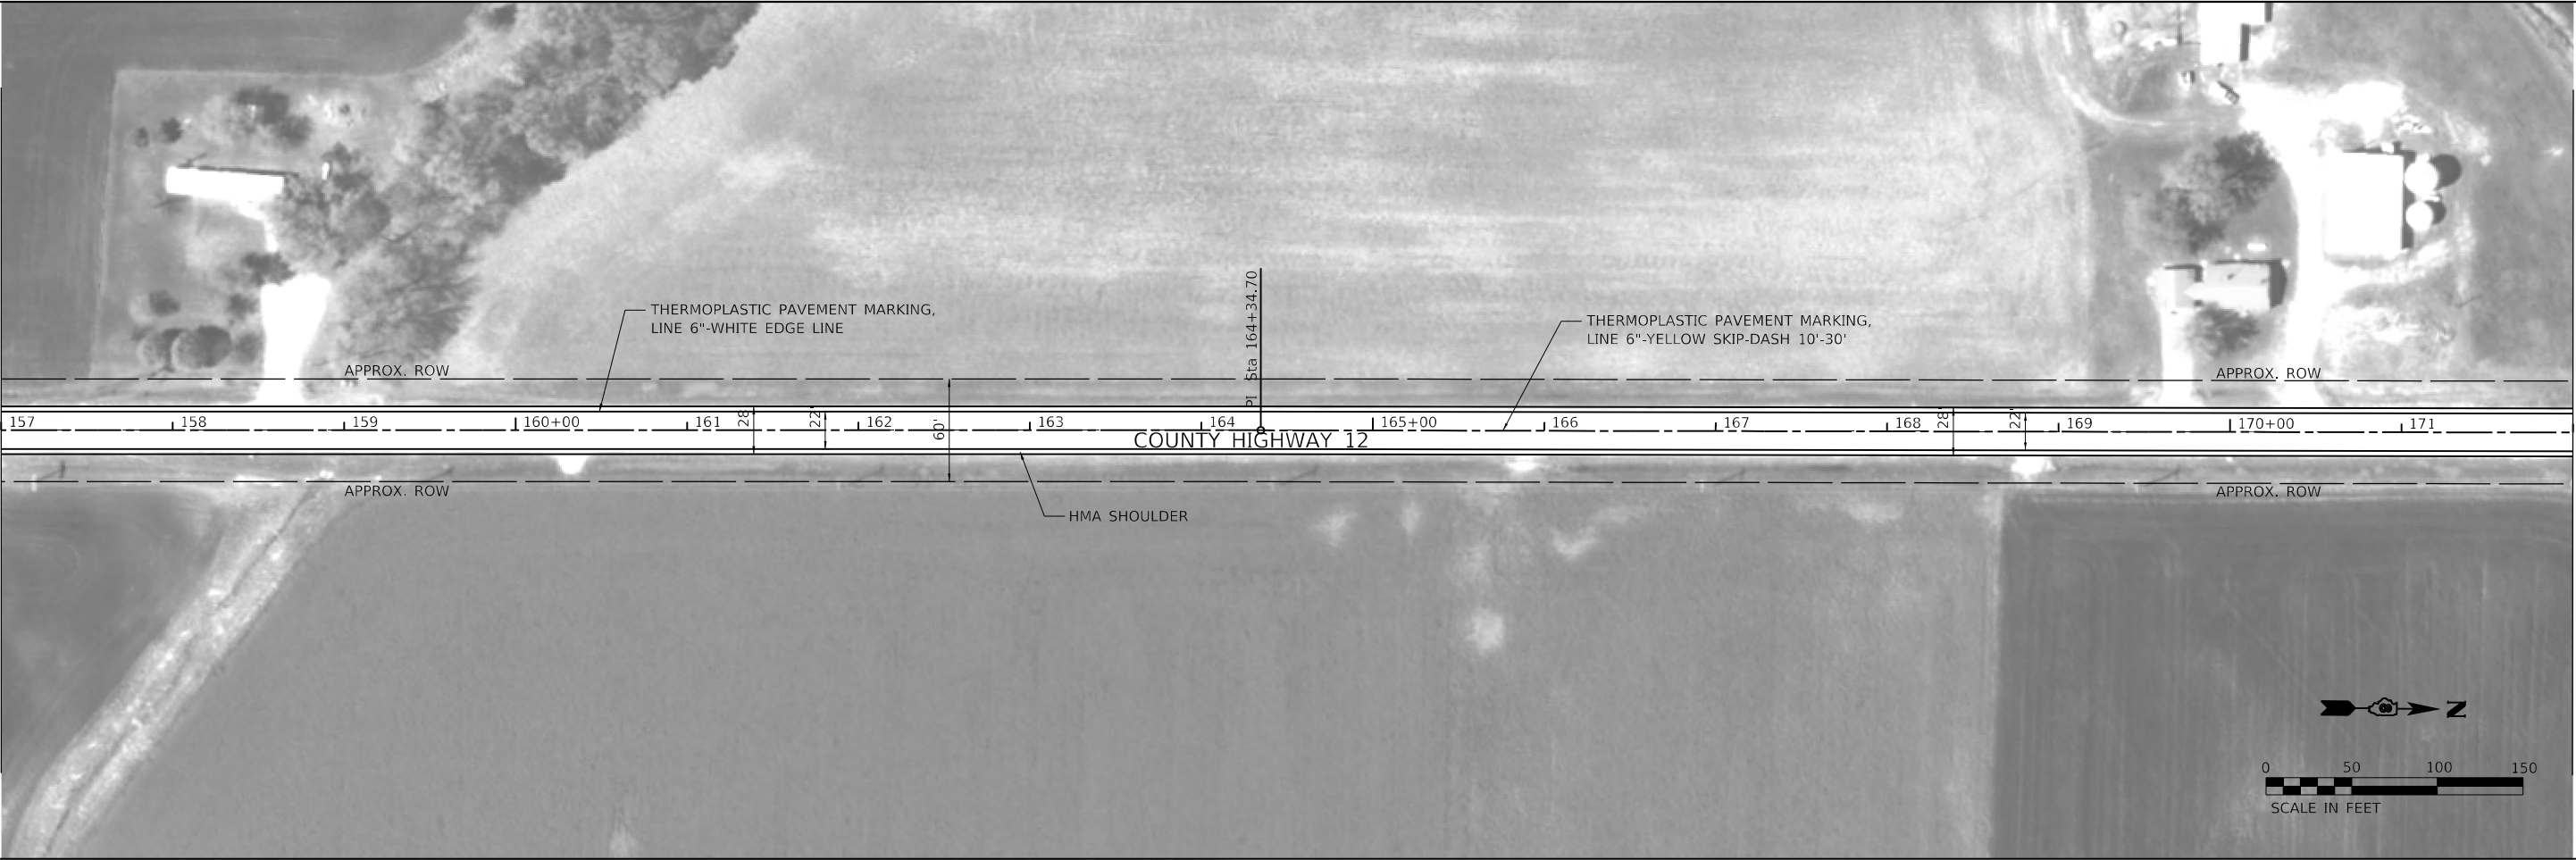 THERMOPLASTIC PAVEMENT MARKING,
LINE 6"-WHITE EDGE LINE
PI Sta 164+34.70
THERMOPLASTIC PAVEMENT MARKING,
LINE 6"-YELLOW SKIP-DASH 10'-30'
APPROX. ROW
APPROX. ROW
157 158 159 160+00 161 28' 22' 162 60' 163 164 165+00 166 167 168 28' 22' 169 170+00 171
COUNTY HIGHWAY 12
APPROX. ROW
APPROX. ROW
HMA SHOULDER
N
0 50 100 150
SCALE IN FEET